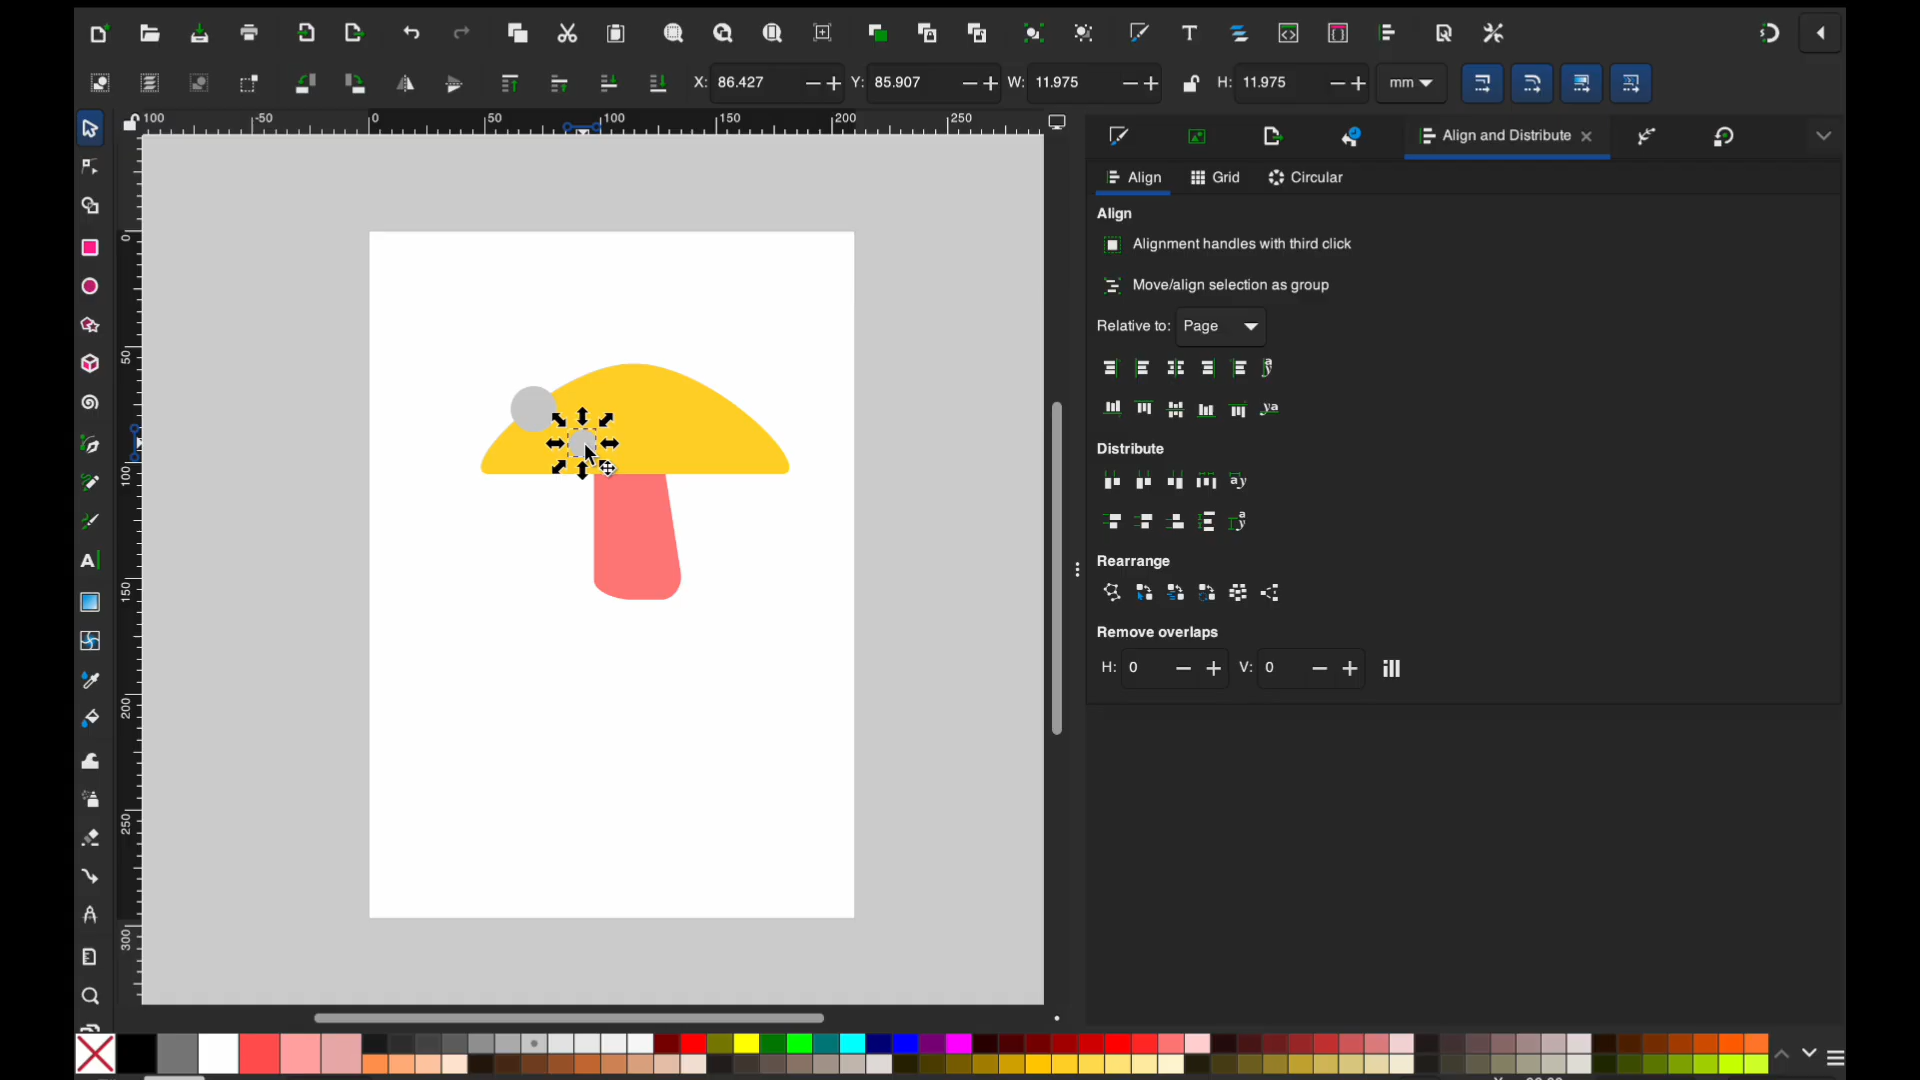 X: 86.427 Y: 85.907 W: 11.975 H: 11.975 mm
100 -50 0 50 100 150 200 250
Align and Distribute
Align Grid Circular
Align
Alignment handles with third click
Move/align selection as group
Relative to: Page
Distribute
Rearrange
Remove overlaps
H: 0 V: 0
0
50
100
150
200
250
300